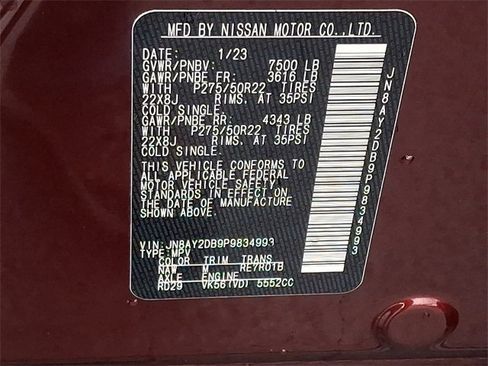 MFD BY NISSAN MOTOR CO.,LTD.
DATE: 1/23
GVWR/PNBV: 7500 LB
GAWR/PNBE FR: 3616 LB
WITH P275/50R22 TIRES
22X8J RIMS, AT 35PSI
COLD SINGLE.
GAWR/PNBE RR: 4343 LB
WITH P275/50R22 TIRES
22X8J RIMS, AT 35PSI
COLD SINGLE.
THIS VEHICLE CONFORMS TO
ALL APPLICABLE FEDERAL
MOTOR VEHICLE SAFETY
STANDARDS IN EFFECT ON
THE DATE OF MANUFACTURE
SHOWN ABOVE.
VIN:JN8AY2DB9P9834993
TYPE:MPV
COLOR TRIM TRANS
NAW M RE7R01B
AXLE ENGINE
RD29 VK56(VD) 5552CC
JN8AY2DB9P9834993